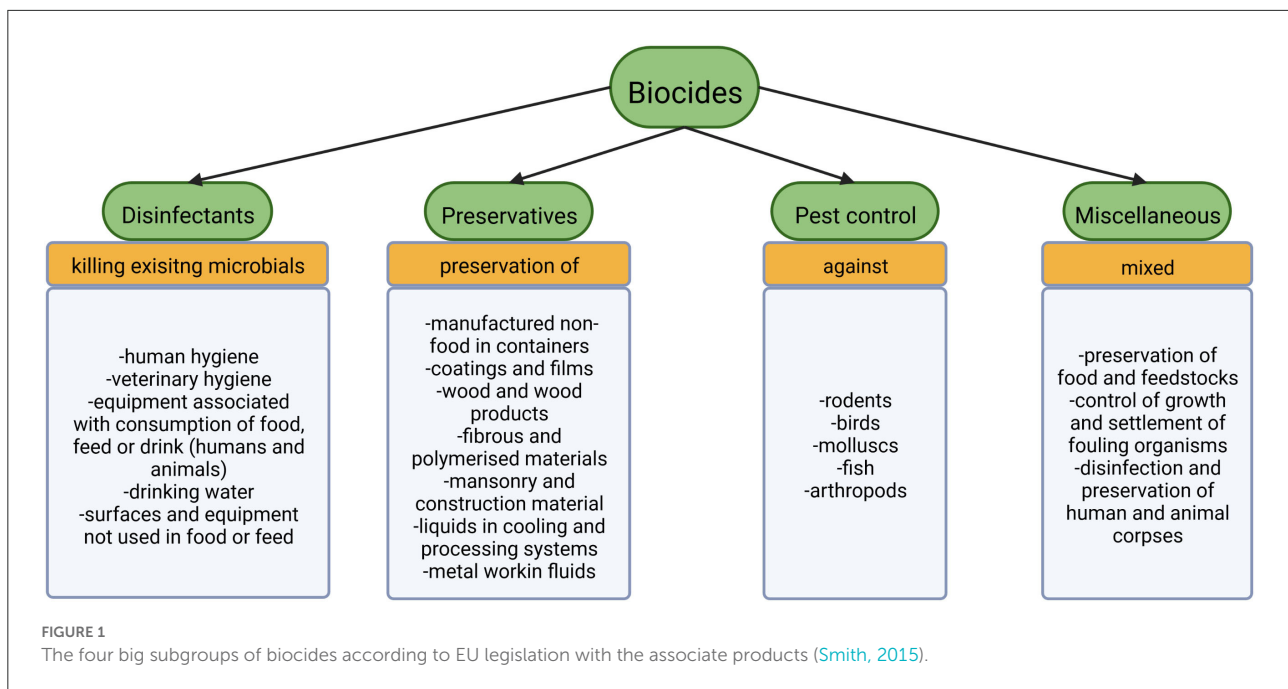 Biocides
Disinfectants
killing exisitng microbials
-human hygiene
-veterinary hygiene
-equipment associated
with consumption of food,
feed or drink (humans and
animals)
-drinking water
-surfaces and equipment
not used in food or feed
Preservatives
preservation of
-manufactured non-
food in containers
-coatings and films
-wood and wood
products
-fibrous and
polymerised materials
-mansonry and
construction material
-liquids in cooling and
processing systems
-metal workin fluids
Pest control
against
-rodents
-birds
-molluscs
-fish
-arthropods
Miscellaneous
mixed
-preservation of
food and feedstocks
-control of growth
and settlement of
fouling organisms
-disinfection and
preservation of
human and animal
corpses
FIGURE 1
The four big subgroups of biocides according to EU legislation with the associate products (Smith, 2015).